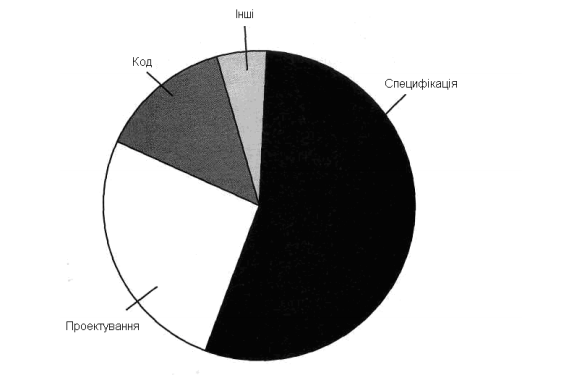 Інші
Код
Специфікація
Проектування